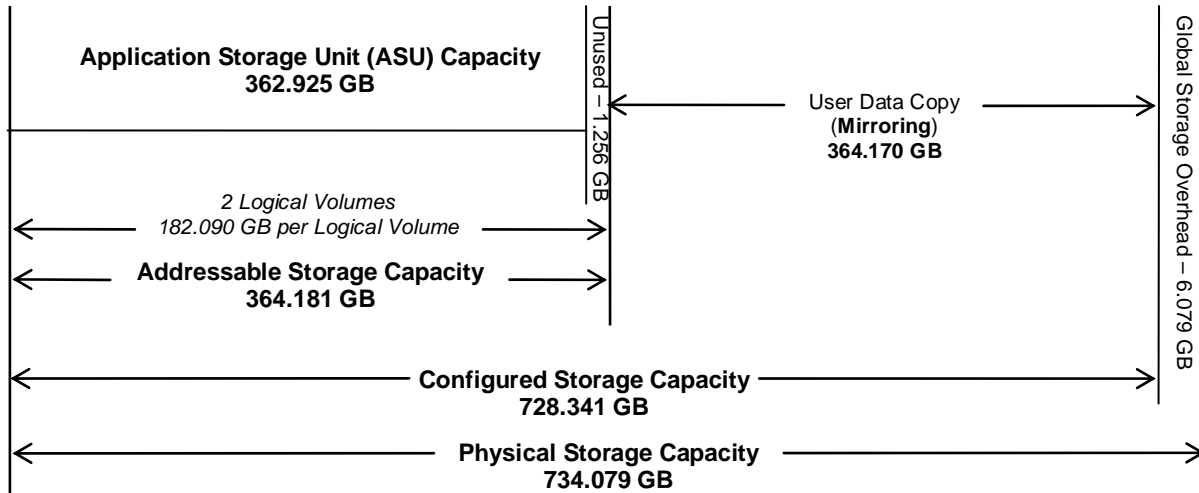 Application Storage Unit (ASU) Capacity
362.925 GB
Unused – 1.256 GB
User Data Copy
(Mirroring)
364.170 GB
Global Storage Overhead – 6.079 GB
2 Logical Volumes
182.090 GB per Logical Volume
Addressable Storage Capacity
364.181 GB
Configured Storage Capacity
728.341 GB
Physical Storage Capacity
734.079 GB